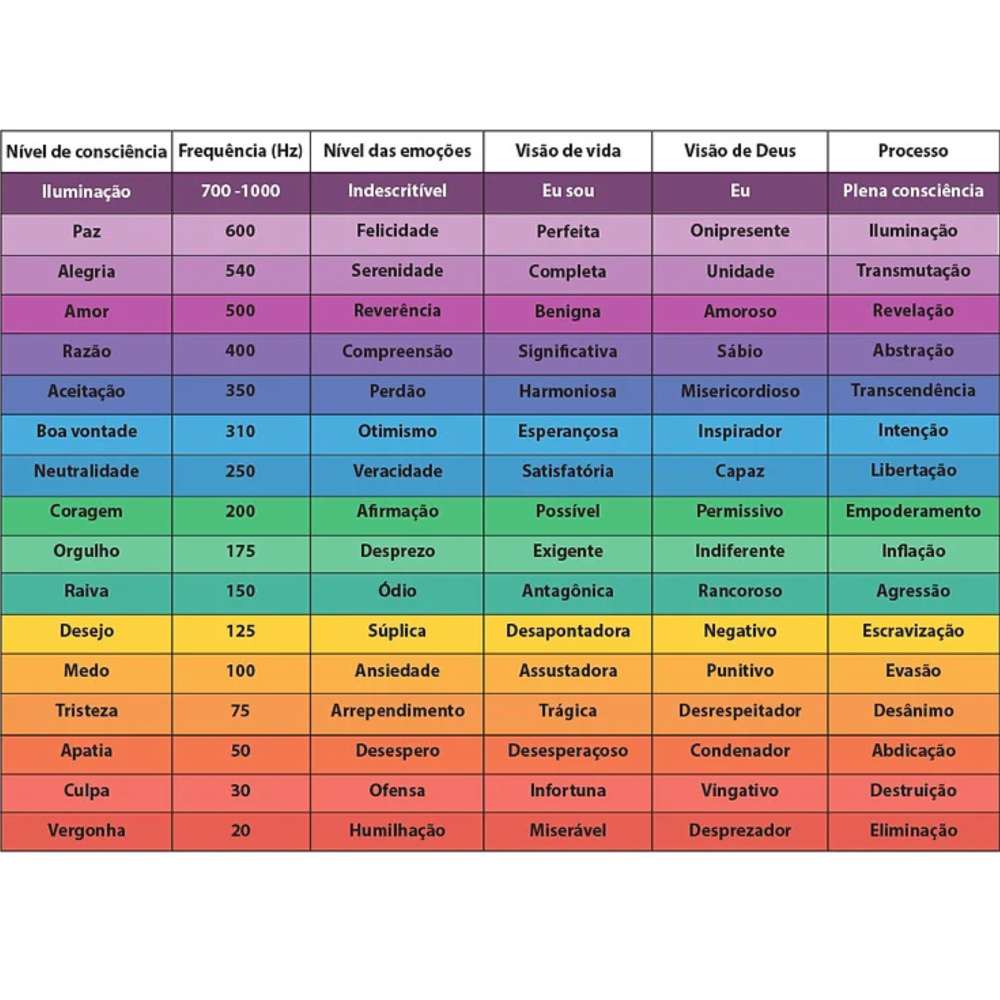 Nível de consciência Frequência (Hz) Nível das emoções Visão de vida Visão de Deus Processo
Iluminação 700 -1000 Indescritível Eu sou Eu Plena consciência
Paz 600 Felicidade Perfeita Onipresente Iluminação
Alegria 540 Serenidade Completa Unidade Transmutação
Amor 500 Reverência Benigna Amoroso Revelação
Razão 400 Compreensão Significativa Sábio Abstração
Aceitação 350 Perdão Harmoniosa Misericordioso Transcendência
Boa vontade 310 Otimismo Esperançosa Inspirador Intenção
Neutralidade 250 Veracidade Satisfatória Capaz Libertação
Coragem 200 Afirmação Possível Permissivo Empoderamento
Orgulho 175 Desprezo Exigente Indiferente Inflação
Raiva 150 Ódio Antagônica Rancoroso Agressão
Desejo 125 Súplica Desapontadora Negativo Escravização
Medo 100 Ansiedade Assustadora Punitivo Evasão
Tristeza 75 Arrependimento Trágica Desrespeitador Desânimo
Apatia 50 Desespero Desesperaçoso Condenador Abdicação
Culpa 30 Ofensa Infortuna Vingativo Destruição
Vergonha 20 Humilhação Miserável Desprezador Eliminação